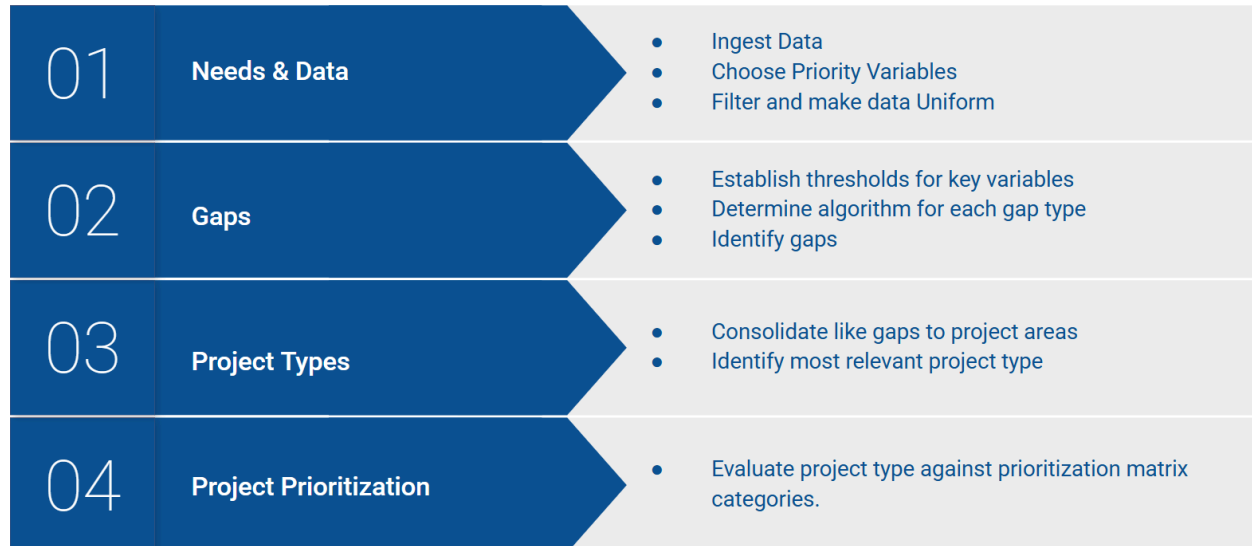 01
Needs & Data
● Ingest Data
● Choose Priority Variables
● Filter and make data Uniform
02
Gaps
● Establish thresholds for key variables
● Determine algorithm for each gap type
● Identify gaps
03
Project Types
● Consolidate like gaps to project areas
● Identify most relevant project type
04
Project Prioritization
● Evaluate project type against prioritization matrix
categories.